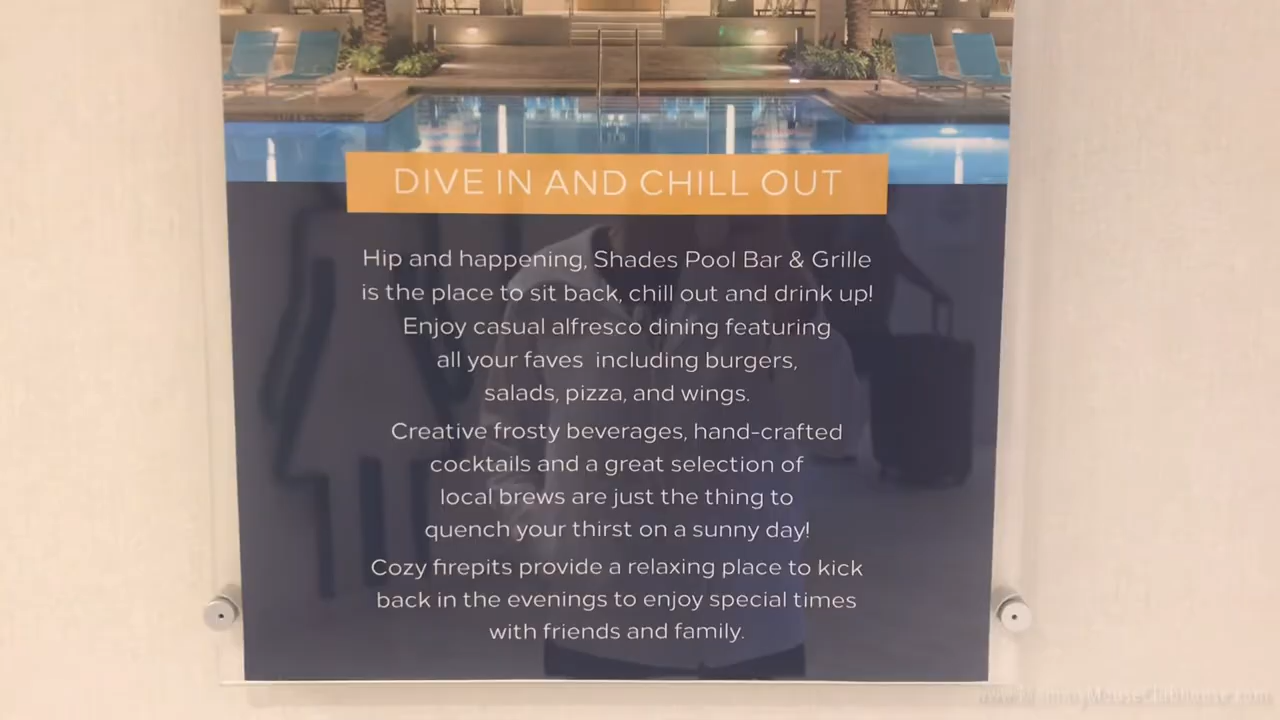 DIVE IN AND CHILL OUT
Hip and happening, Shades Pool Bar & Grille
is the place to sit back, chill out and drink up!
Enjoy casual alfresco dining featuring
all your faves including burgers,
salads, pizza, and wings.
Creative frosty beverages, hand-crafted
cocktails and a great selection of
local brews are just the thing to
quench your thirst on a sunny day!
Cozy firepits provide a relaxing place to kick
back in the evenings to enjoy special times
with friends and family.